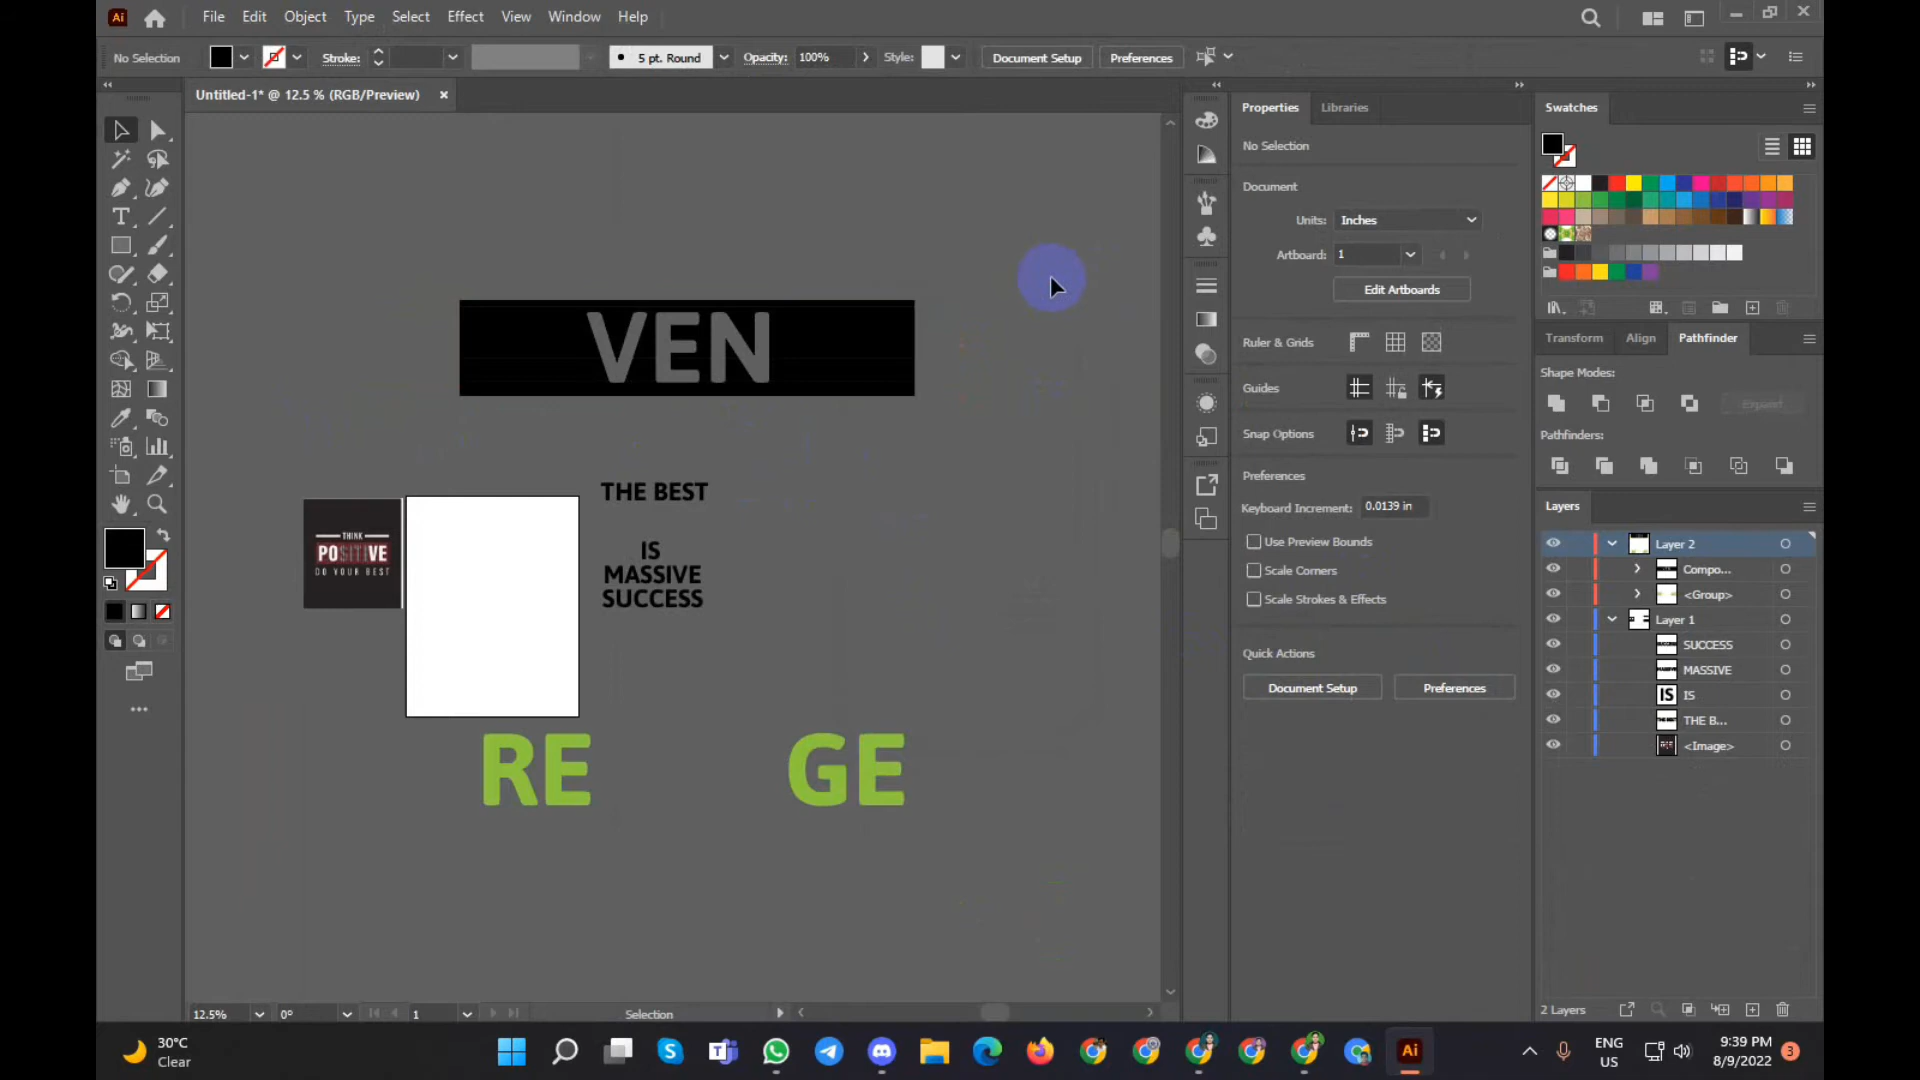 Ai File Edit Object Type Select Effect View Window Help
No Selection Stroke: 5 pt. Round Opacity: 100% Style: Document Setup Preferences
Untitled-1* @ 12.5 % (RGB/Preview) ×
Properties Libraries
No Selection
Document
Units: Inches
Artboard: 1
Edit Artboards
Ruler & Grids
Guides
Snap Options
Preferences
Keyboard Increment: 0.0139 in
Use Preview Bounds
Scale Corners
Scale Strokes & Effects
Quick Actions
Document Setup Preferences
Swatches
Transform Align Pathfinder
Shape Modes:
Expand
Pathfinders:
Layers
Layer 2
Compo...
<Group>
Layer 1
SUCCESS
MASSIVE
IS IS
THE B...
<Image>
2 Layers
VEN
THE BEST
IS
MASSIVE
SUCCESS
THINK
POSITIVE
DO YOUR BEST
RE GE
12.5% 0° 1 Selection
30°C
Clear
ENG
US
9:39 PM
8/9/2022
3